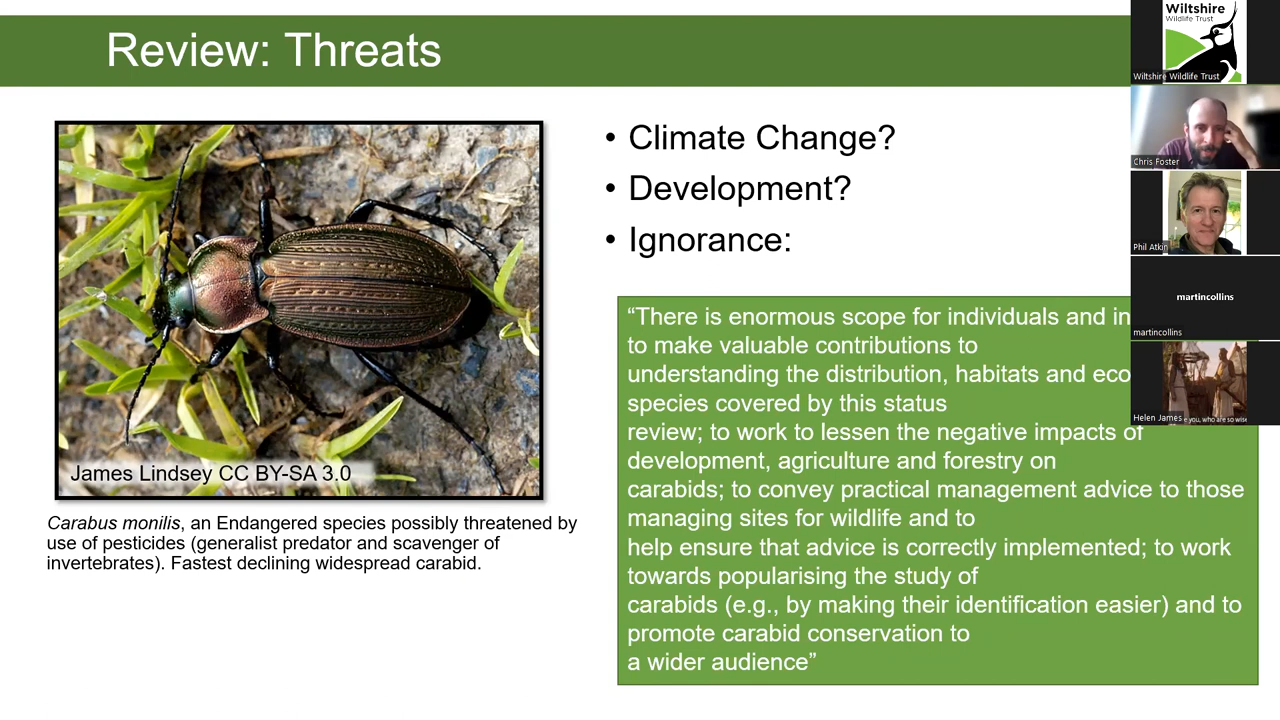 Review: Threats
James Lindsey CC BY-SA 3.0
Carabus monilis, an Endangered species possibly threatened by
use of pesticides (generalist predator and scavenger of
invertebrates). Fastest declining widespread carabid.
• Climate Change?
• Development?
• Ignorance:
“There is enormous scope for individuals and in
to make valuable contributions to
understanding the distribution, habitats and eco
species covered by this status
review; to work to lessen the negative impacts of
development, agriculture and forestry on
carabids; to convey practical management advice to those
managing sites for wildlife and to
help ensure that advice is correctly implemented; to work
towards popularising the study of
carabids (e.g., by making their identification easier) and to
promote carabid conservation to
a wider audience”
Wiltshire
Wildlife Trust
Wiltshire Wildlife Trust
Chris Foster
Phil Atkin
martincollins
martincollins
Helen James
e you, who are so wise